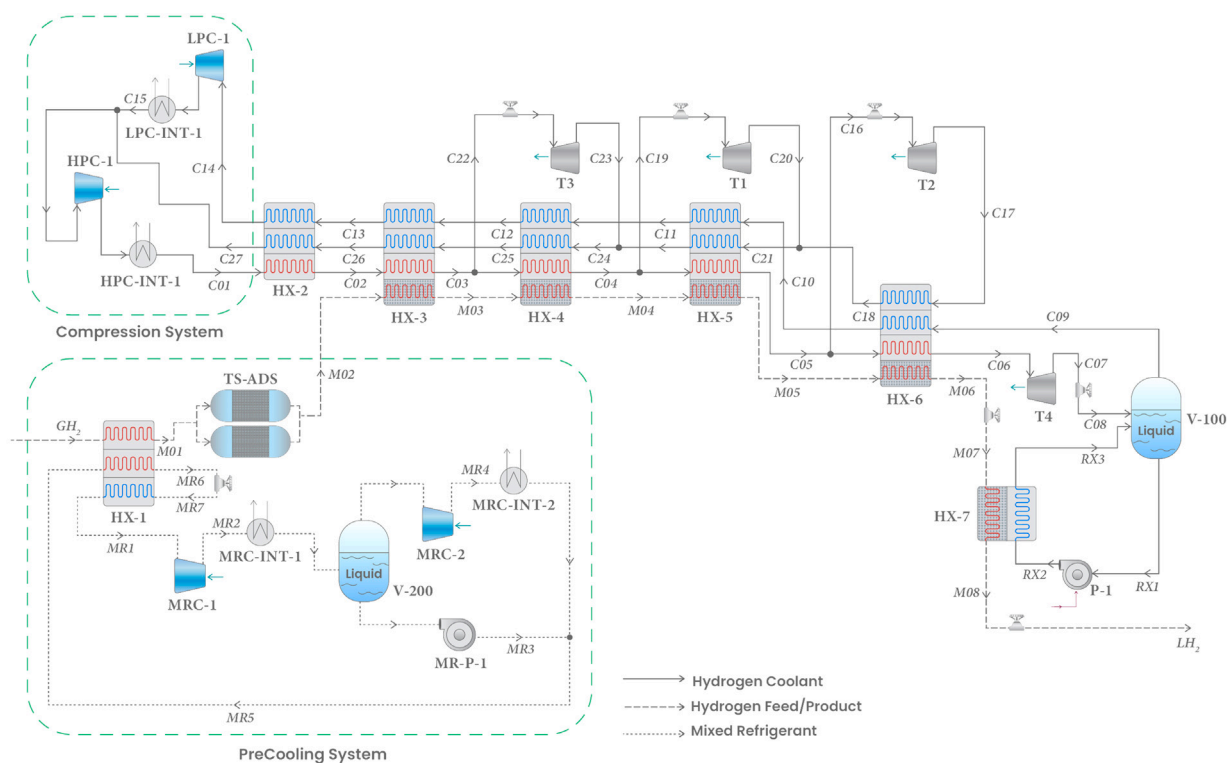 LPC-1
C15
LPC-INT-1
HPC-1
C14
HPC-INT-1
C01
C27
Compression System
HX-2
C13
C26
C02
HX-3
C22
C03
M03
C12
C25
T3
C23
HX-4
C24
C04
M04
C11
C19
T1
C20
HX-5
C21
C10
C16
T2
C17
C18
C09
C05
M05
HX-6
C06
M06
T4
C07
C08
V-100
Liquid
RX3
M07
HX-7
RX2
P-1
RX1
M08
LH2
TS-ADS
M02
GH2
M01
MR6
MR7
HX-1
MR1
MR2
MRC-INT-1
MRC-1
Liquid
V-200
MR4
MRC-INT-2
MRC-2
MR-P-1
MR3
MR5
PreCooling System
Hydrogen Coolant
Hydrogen Feed/Product
Mixed Refrigerant